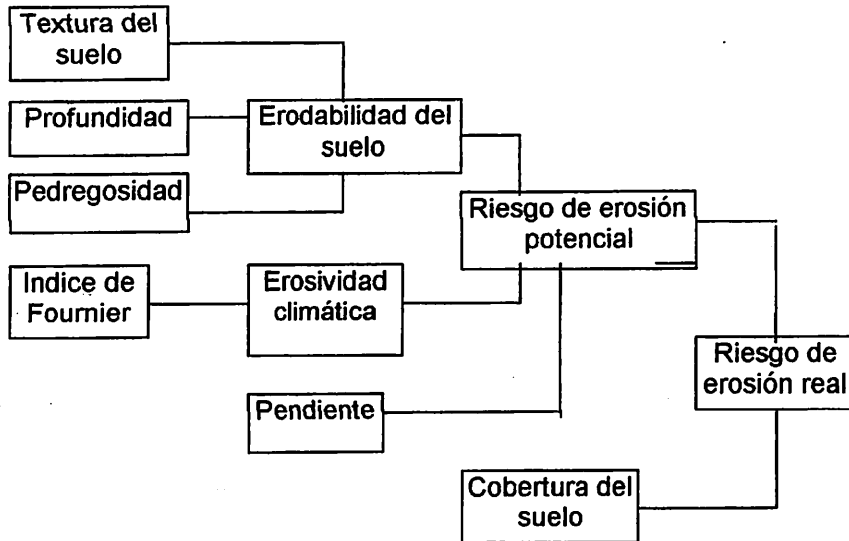 Textura del
suelo
Profundidad
Erodabilidad del
suelo
Pedregosidad
Riesgo de erosión
potencial
Indice de
Fournier
Erosividad
climática
Riesgo de
erosión real
Pendiente
Cobertura del
suelo